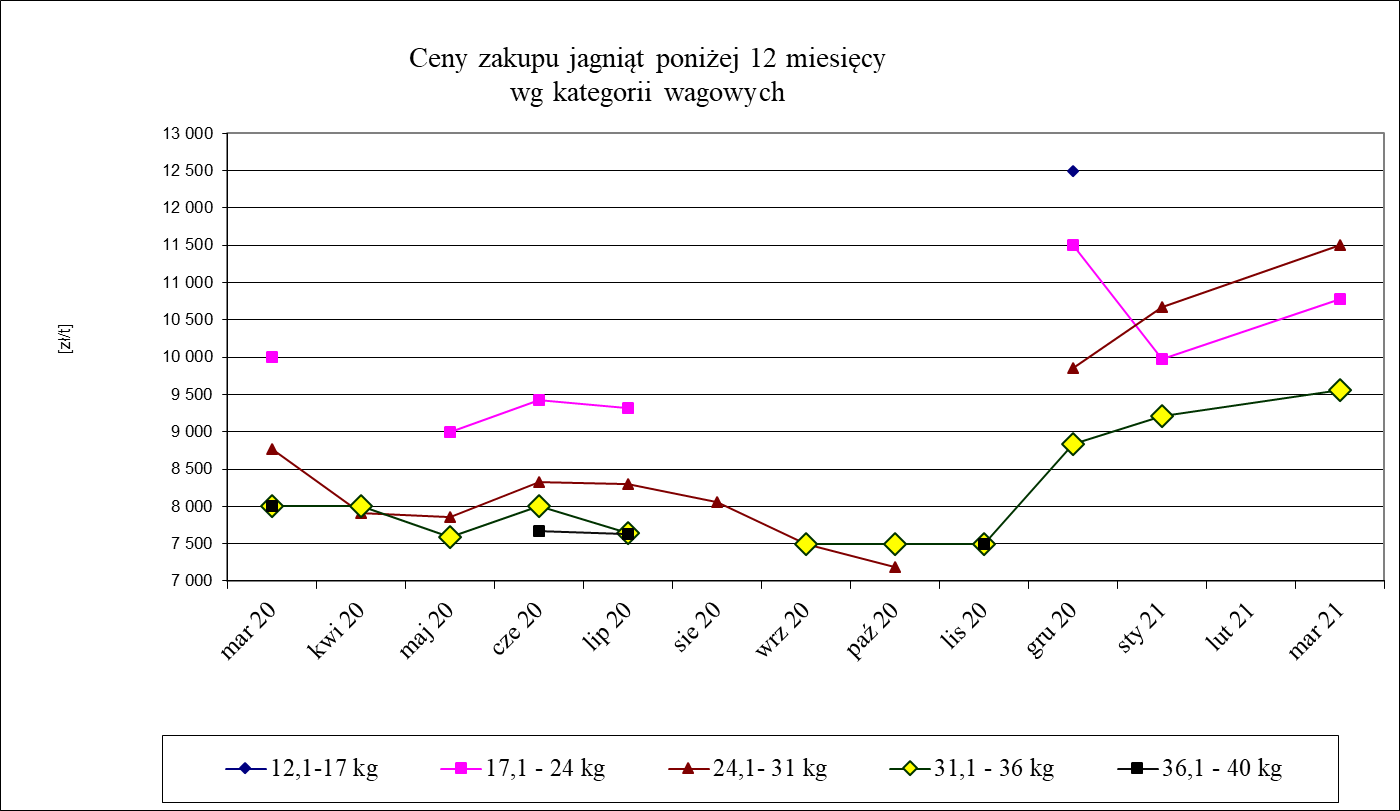 Ceny zakupu jagniąt poniżej 12 miesięcy
wg kategorii wagowych
[zł/t]
13 000
12 500
12 000
11 500
11 000
10 500
10 000
9 500
9 000
8 500
8 000
7 500
7 000
mar 20
kwi 20
maj 20
cze 20
lip 20
sie 20
wrz 20
paź 20
lis 20
gru 20
sty 21
lut 21
mar 21
12,1-17 kg
17,1 - 24 kg
24,1- 31 kg
31,1 - 36 kg
36,1 - 40 kg